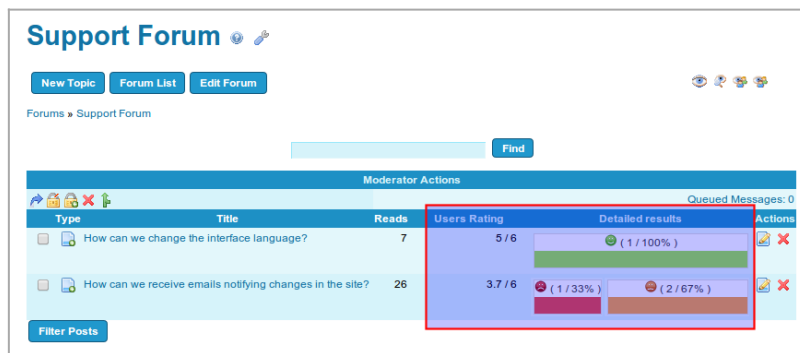 Support Forum
New Topic Forum List Edit Forum
Forums » Support Forum
Find
Moderator Actions
Queued Messages: 0
Type Title Reads Users Rating Detailed results Actions
How can we change the interface language? 7 5 / 6 ( 1 / 100% )
How can we receive emails notifying changes in the site? 26 3.7 / 6 ( 1 / 33% ) ( 2 / 67% )
Filter Posts